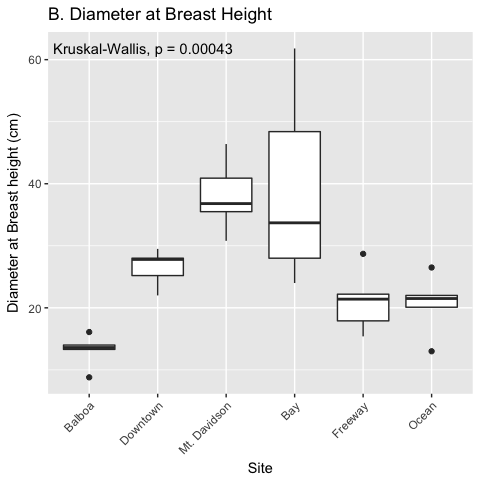 B. Diameter at Breast Height
Kruskal-Wallis, p = 0.00043
60
40
20
Diameter at Breast height (cm)
Balboa
Downtown
Mt. Davidson
Bay
Freeway
Ocean
Site